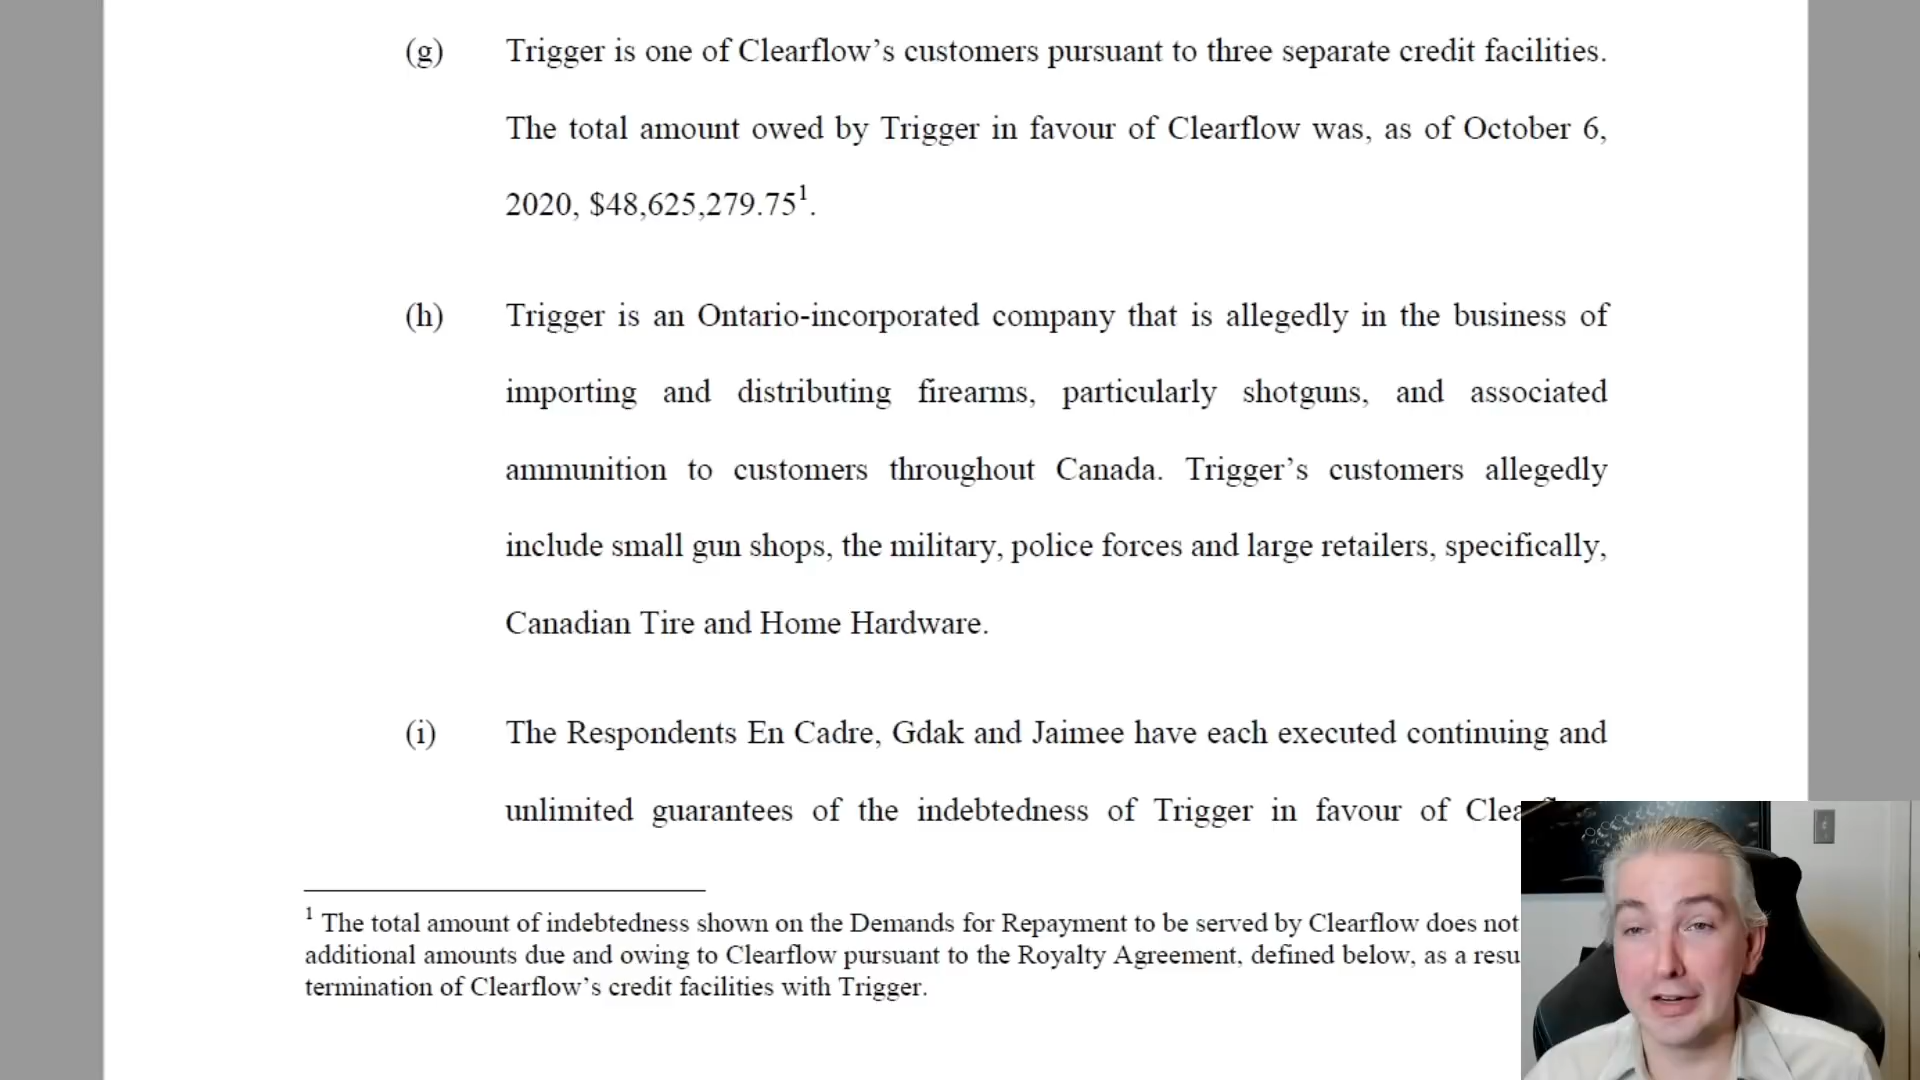 (g) Trigger is one of Clearflow’s customers pursuant to three separate credit facilities.
The total amount owed by Trigger in favour of Clearflow was, as of October 6,
2020, $48,625,279.75¹.
(h) Trigger is an Ontario-incorporated company that is allegedly in the business of
importing and distributing firearms, particularly shotguns, and associated
ammunition to customers throughout Canada. Trigger’s customers allegedly
include small gun shops, the military, police forces and large retailers, specifically,
Canadian Tire and Home Hardware.
(i) The Respondents En Cadre, Gdak and Jaimee have each executed continuing and
unlimited guarantees of the indebtedness of Trigger in favour of
¹ The total amount of indebtedness shown on the Demands for Repayment to be served by Clearflow does not
additional amounts due and owing to Clearflow pursuant to the Royalty Agreement, defined below, as a
termination of Clearflow’s credit facilities with Trigger.